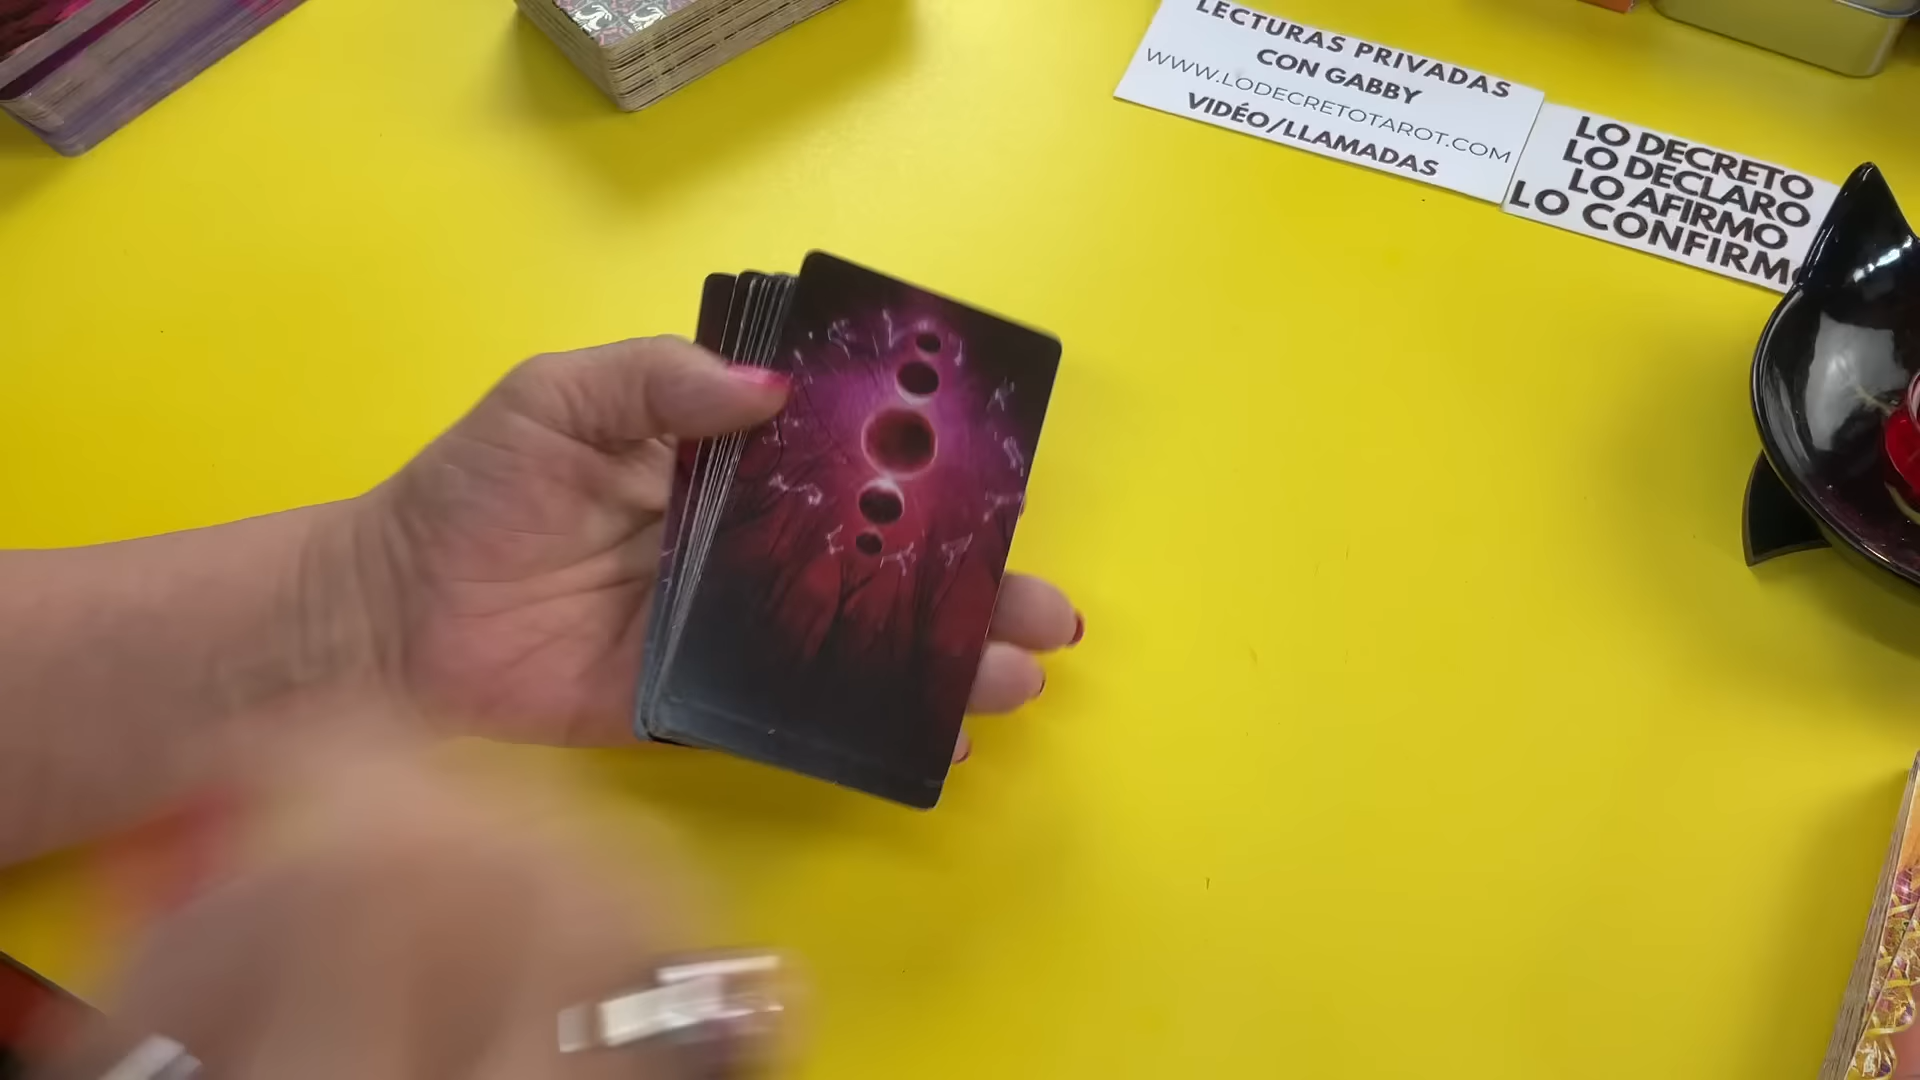 LECTURAS PRIVADAS
CON GABBY
WWW.LODECRETOTAROT.COM
VIDÉO/LLAMADAS
LO DECRETO
LO DECLARO
LO AFIRMO
LO CONFIRMO